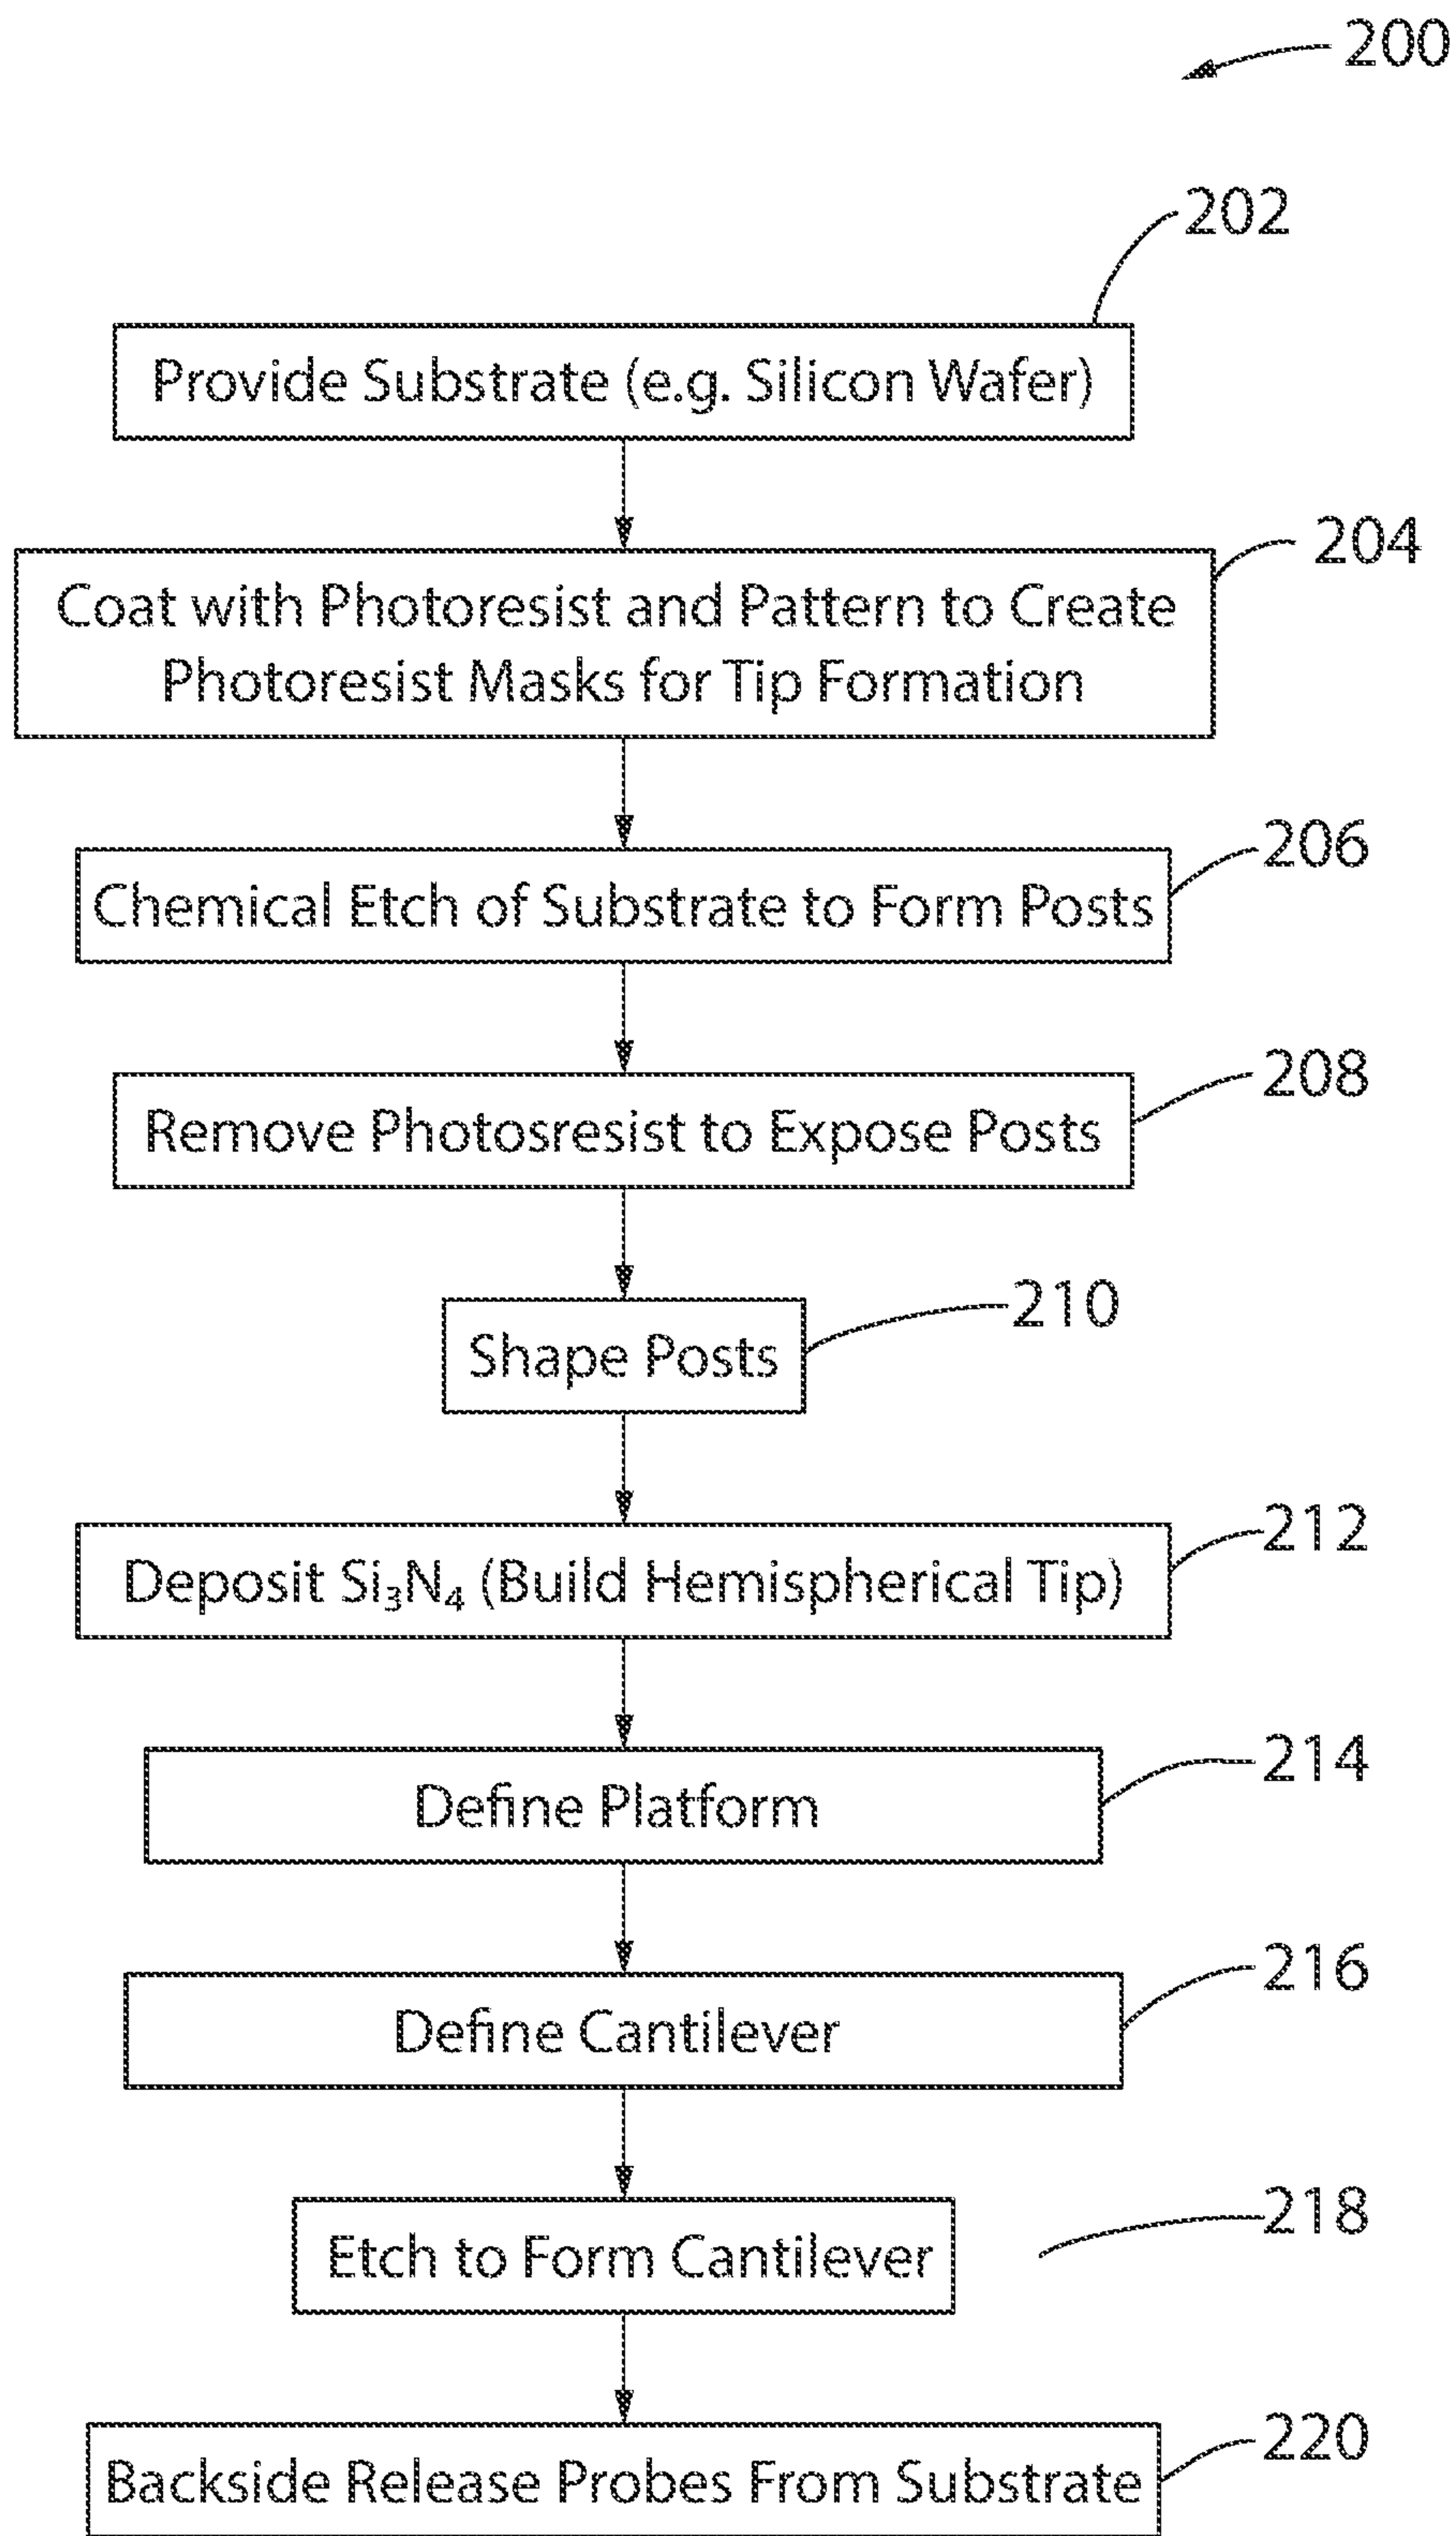 200
202
Provide Substrate (e.g. Silicon Wafer)
204
Coat with Photoresist and Pattern to Create
Photoresist Masks for Tip Formation
206
Chemical Etch of Substrate to Form Posts
208
Remove Photosresist to Expose Posts
210
Shape Posts
212
Deposit Si₃N₄ (Build Hemispherical Tip)
214
Define Platform
216
Define Cantilever
218
Etch to Form Cantilever
220
Backside Release Probes From Substrate